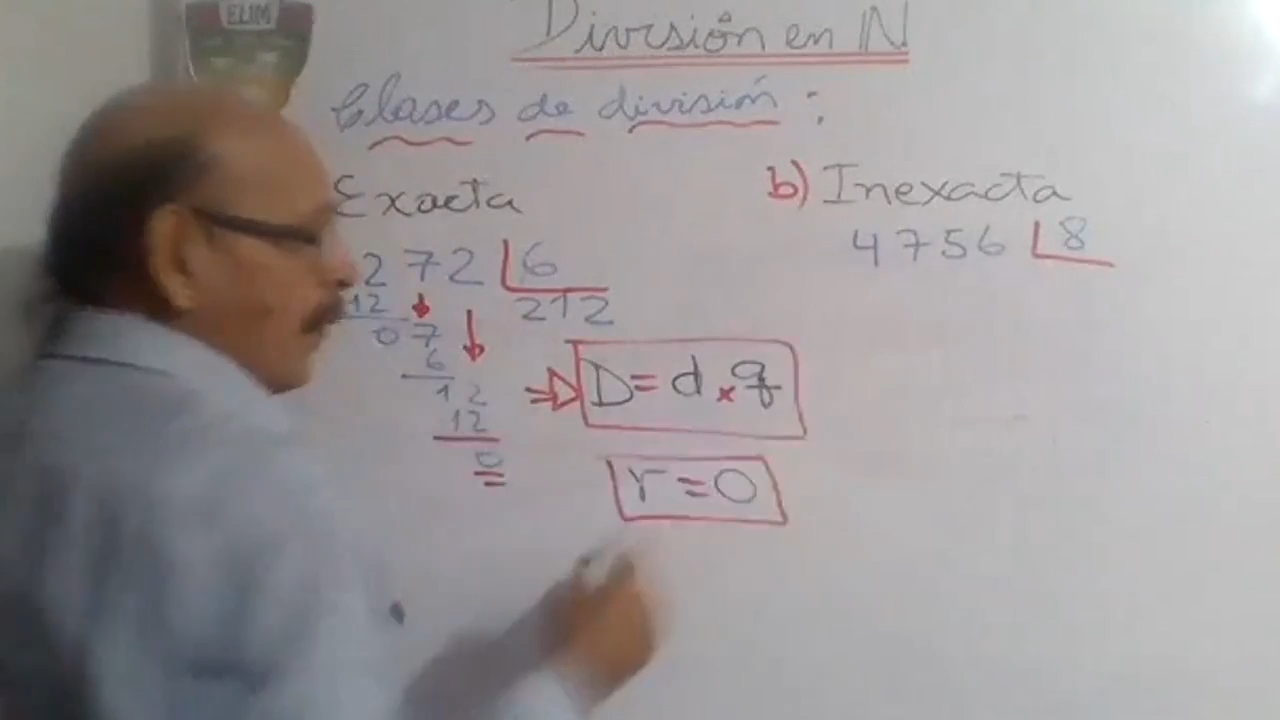 ELIM
División en N
Clases de división :
Exacta
272 6
12 212
07
6
12
12
0
D = d x q
r = 0
b) Inexacta
4756 8